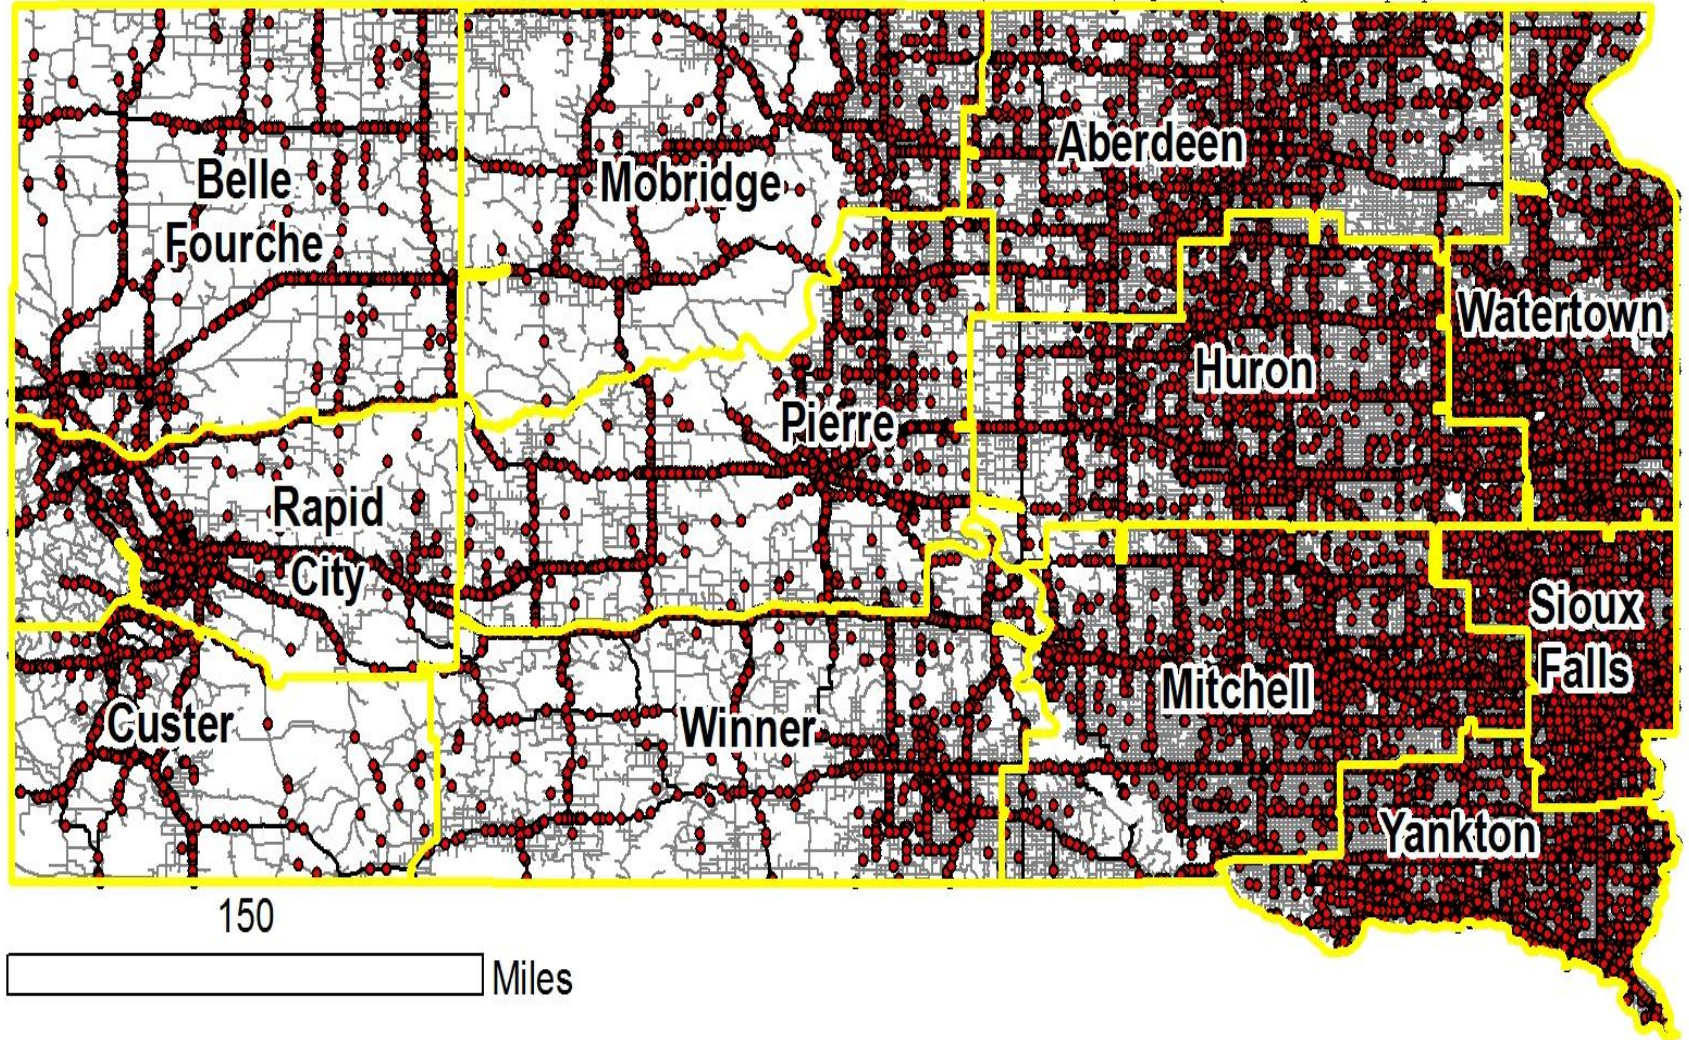 Aberdeen
Belle
Fourche
Mobridge
Watertown
Huron
Pierre
Rapid
City
Sioux
Falls
Mitchell
Custer
Winner
Yankton
150
Miles